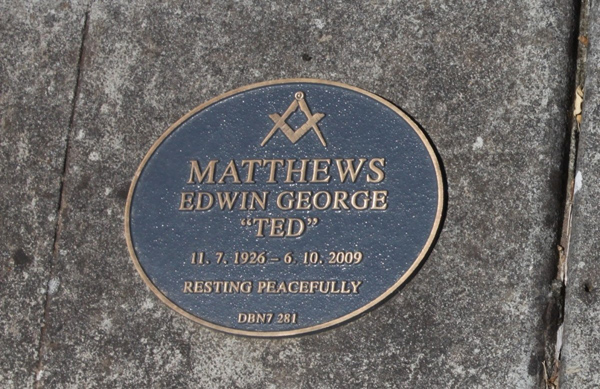 MATTHEWS
EDWIN GEORGE
“TED”
11. 7. 1926 – 6. 10. 2009
RESTING PEACEFULLY
DBN7 281